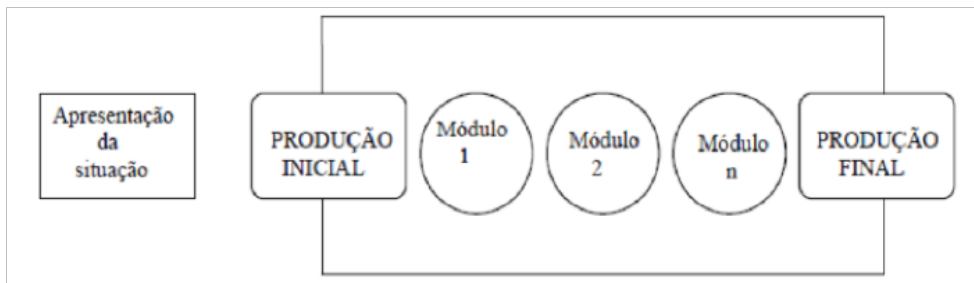 Apresentação
da
situação
PRODUÇÃO
INICIAL
Módulo
1
Módulo
2
Módulo
n
PRODUÇÃO
FINAL